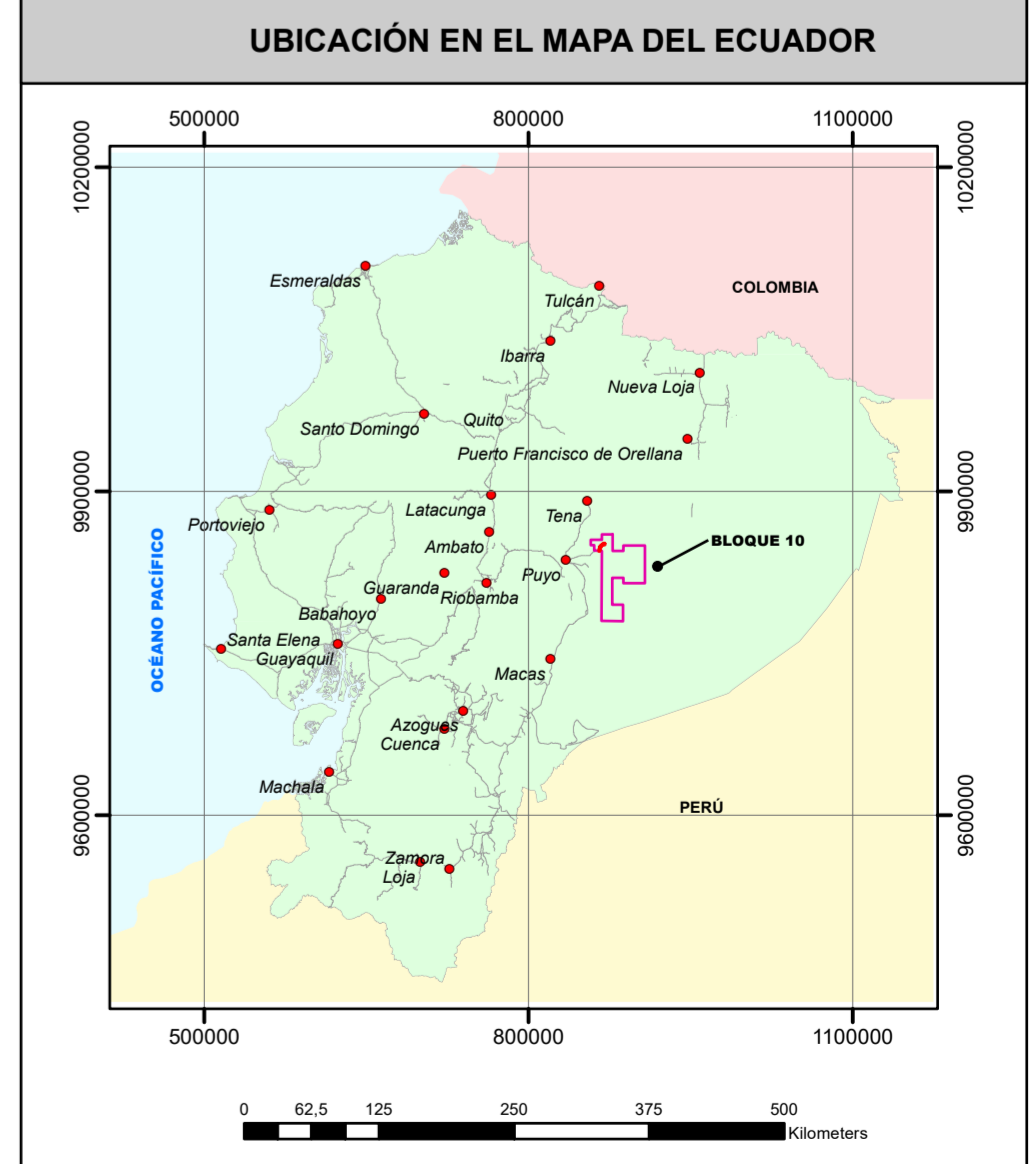 UBICACIÓN EN EL MAPA DEL ECUADOR
500000 800000 1100000
10200000 10200000
Esmeraldas
COLOMBIA
Tulcán
Ibarra
Nueva Loja
Quito
Santo Domingo
Puerto Francisco de Orellana
9900000 9900000
Latacunga
Tena
Portoviejo
BLOQUE 10
Ambato
Puyo
Guaranda
Riobamba
Babahoyo
OCÉANO PACÍFICO
Santa Elena
Guayaquil
Macas
Azogues
Cuenca
Machala
PERÚ
9600000 9600000
Zamora
Loja
500000 800000 1100000
0 62,5 125 250 375 500
Kilometers